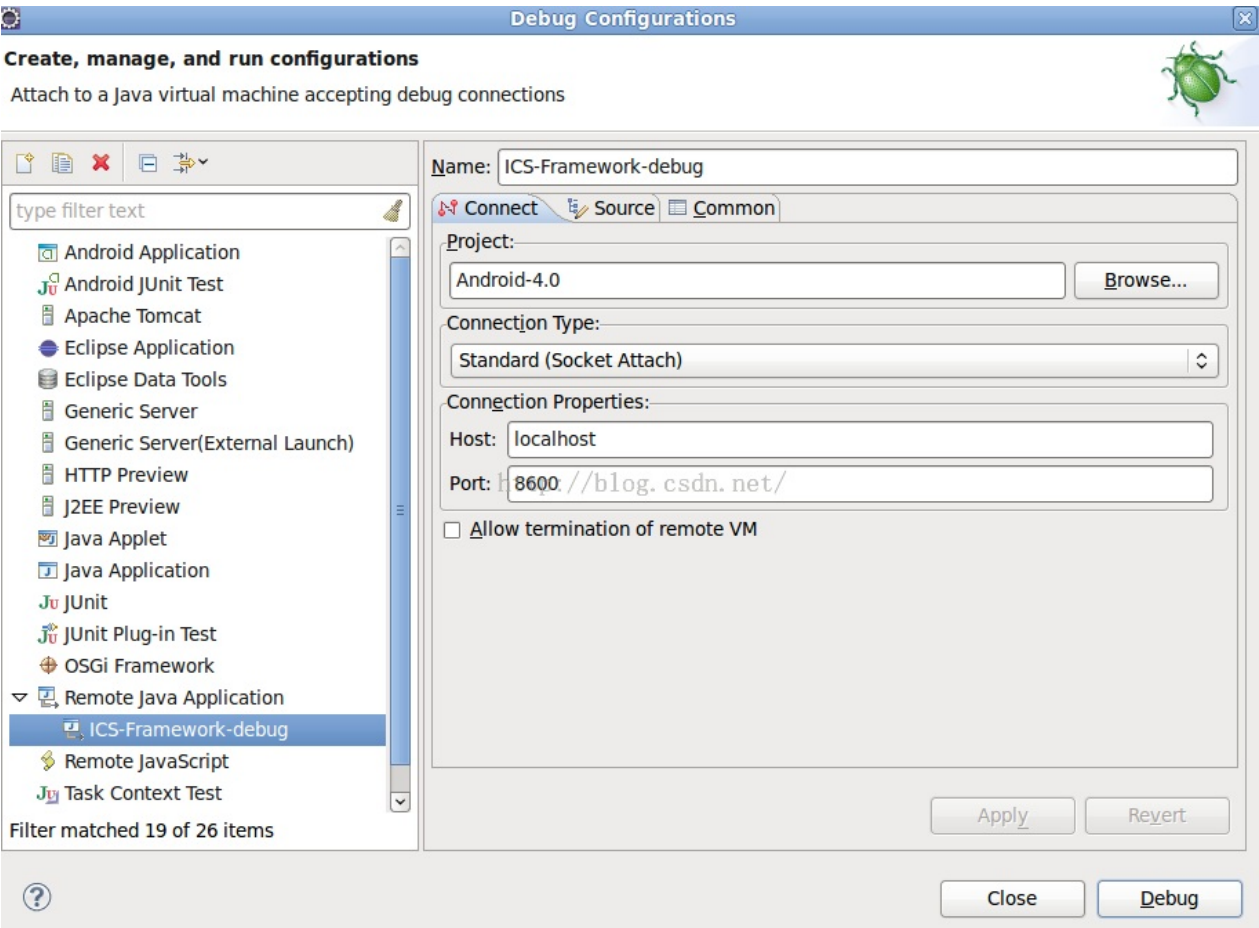 Debug Configurations
Create, manage, and run configurations
Attach to a Java virtual machine accepting debug connections
type filter text
Android Application
Android JUnit Test
Apache Tomcat
Eclipse Application
Eclipse Data Tools
Generic Server
Generic Server(External Launch)
HTTP Preview
J2EE Preview
Java Applet
Java Application
JUnit
JUnit Plug-in Test
OSGi Framework
Remote Java Application
ICS-Framework-debug
Remote JavaScript
Task Context Test
Filter matched 19 of 26 items
Name: ICS-Framework-debug
Connect Source Common
Project:
Android-4.0 Browse...
Connection Type:
Standard (Socket Attach)
Connection Properties:
Host: localhost
Port: 8600
http://blog.csdn.net/
Allow termination of remote VM
Apply Revert
Close Debug